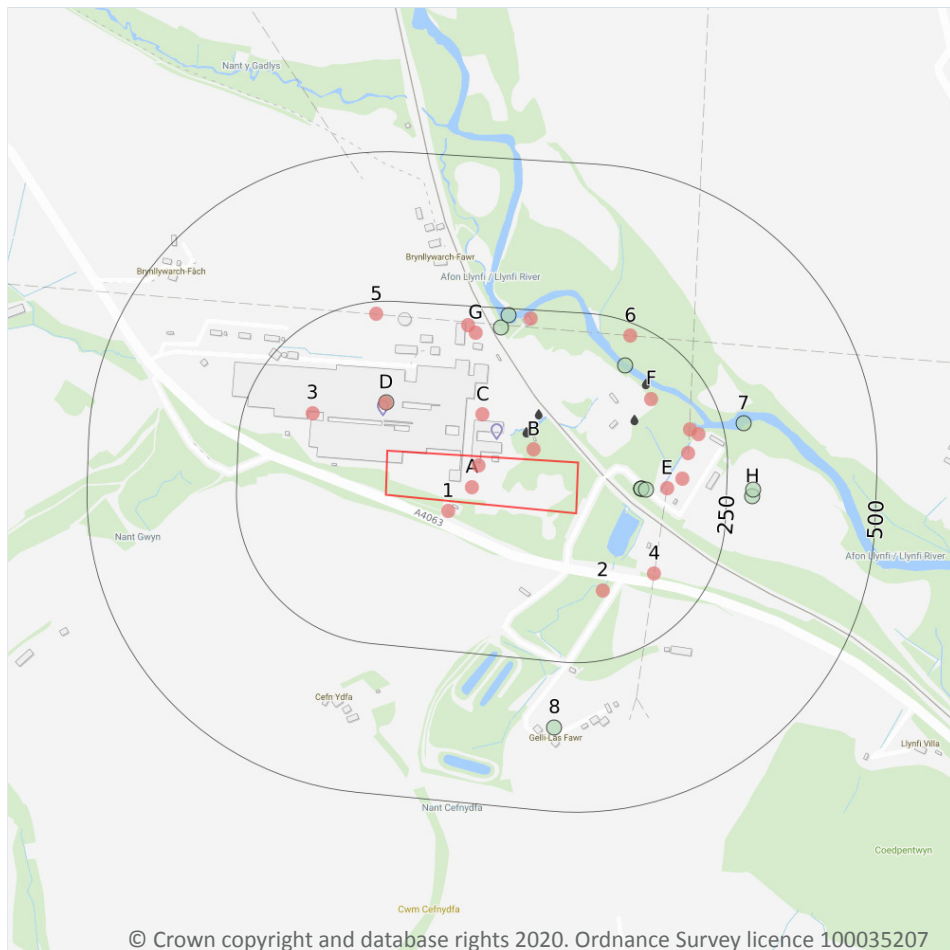 Nant y Gadlys
Brynllywarch-Fawr
Brynllywarch-Fâch
Afon Llynfi / Llynfi River
5
G
6
D
F
3
C
7
B
A
E
H
1
A4063
250
500
Nant Gwyn
Afon Llynfi / Llynfi River
4
2
Cefn Ydfa
8
Gelli-Las Fawr
Llynfi Villa
Nant Cefnydfa
Coedpentwyn
Cwm Cefnydfa
© Crown copyright and database rights 2020. Ordnance Survey licence 100035207